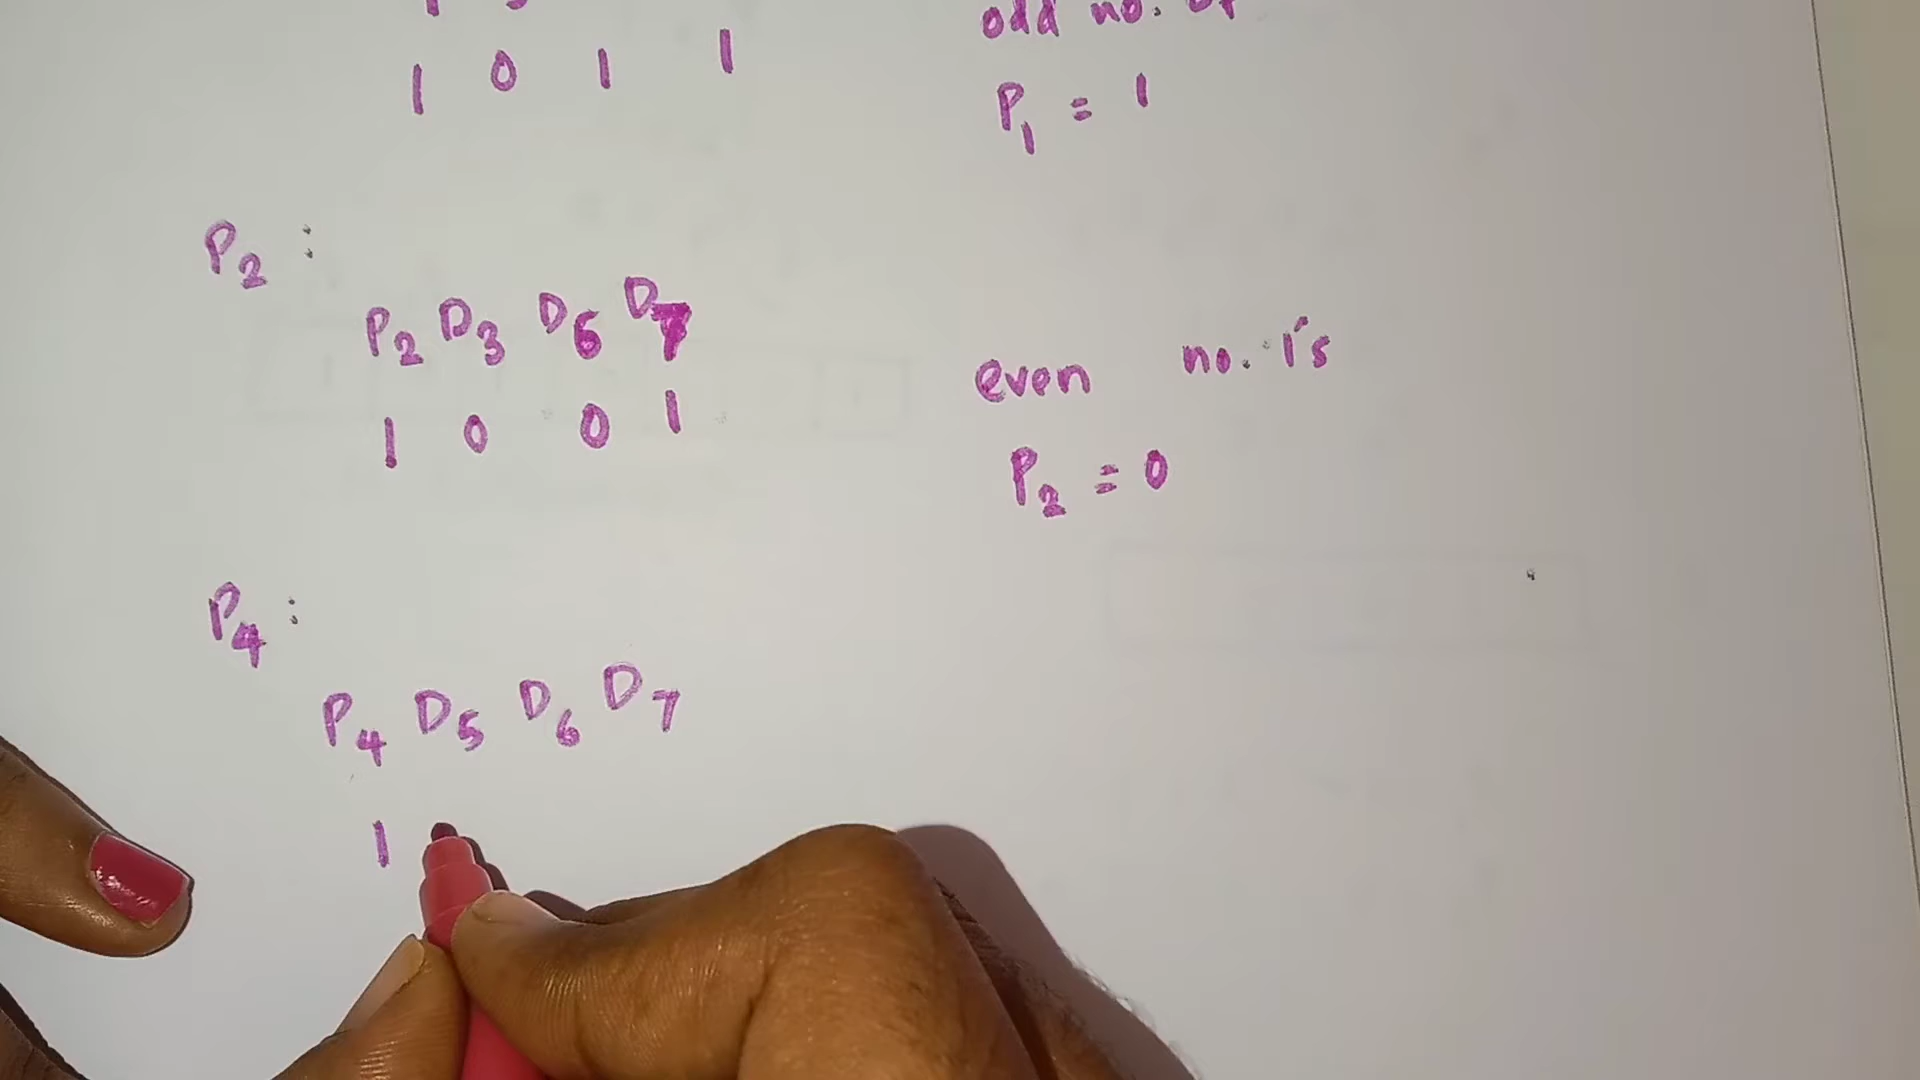 odd no. of
1 0 1 1
P1 = 1
P2 :
P2 D3 D6 D7
1 0 0 1
even no. 1's
P2 = 0
P4 :
P4 D5 D6 D7
1